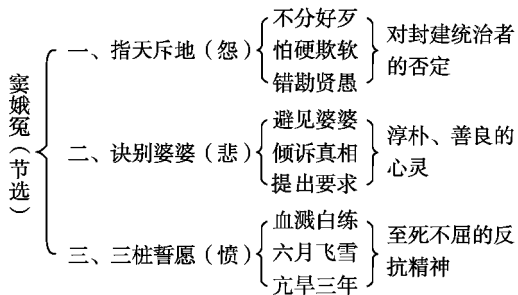 窦娥冤（节选）
一、指天斥地（怨）
不分好歹
怕硬欺软
错勘贤愚
对封建统治者
的否定
二、诀别婆婆（悲）
避见婆婆
倾诉真相
提出要求
淳朴、善良的
心灵
三、三桩誓愿（愤）
血溅白练
六月飞雪
亢旱三年
至死不屈的反
抗精神